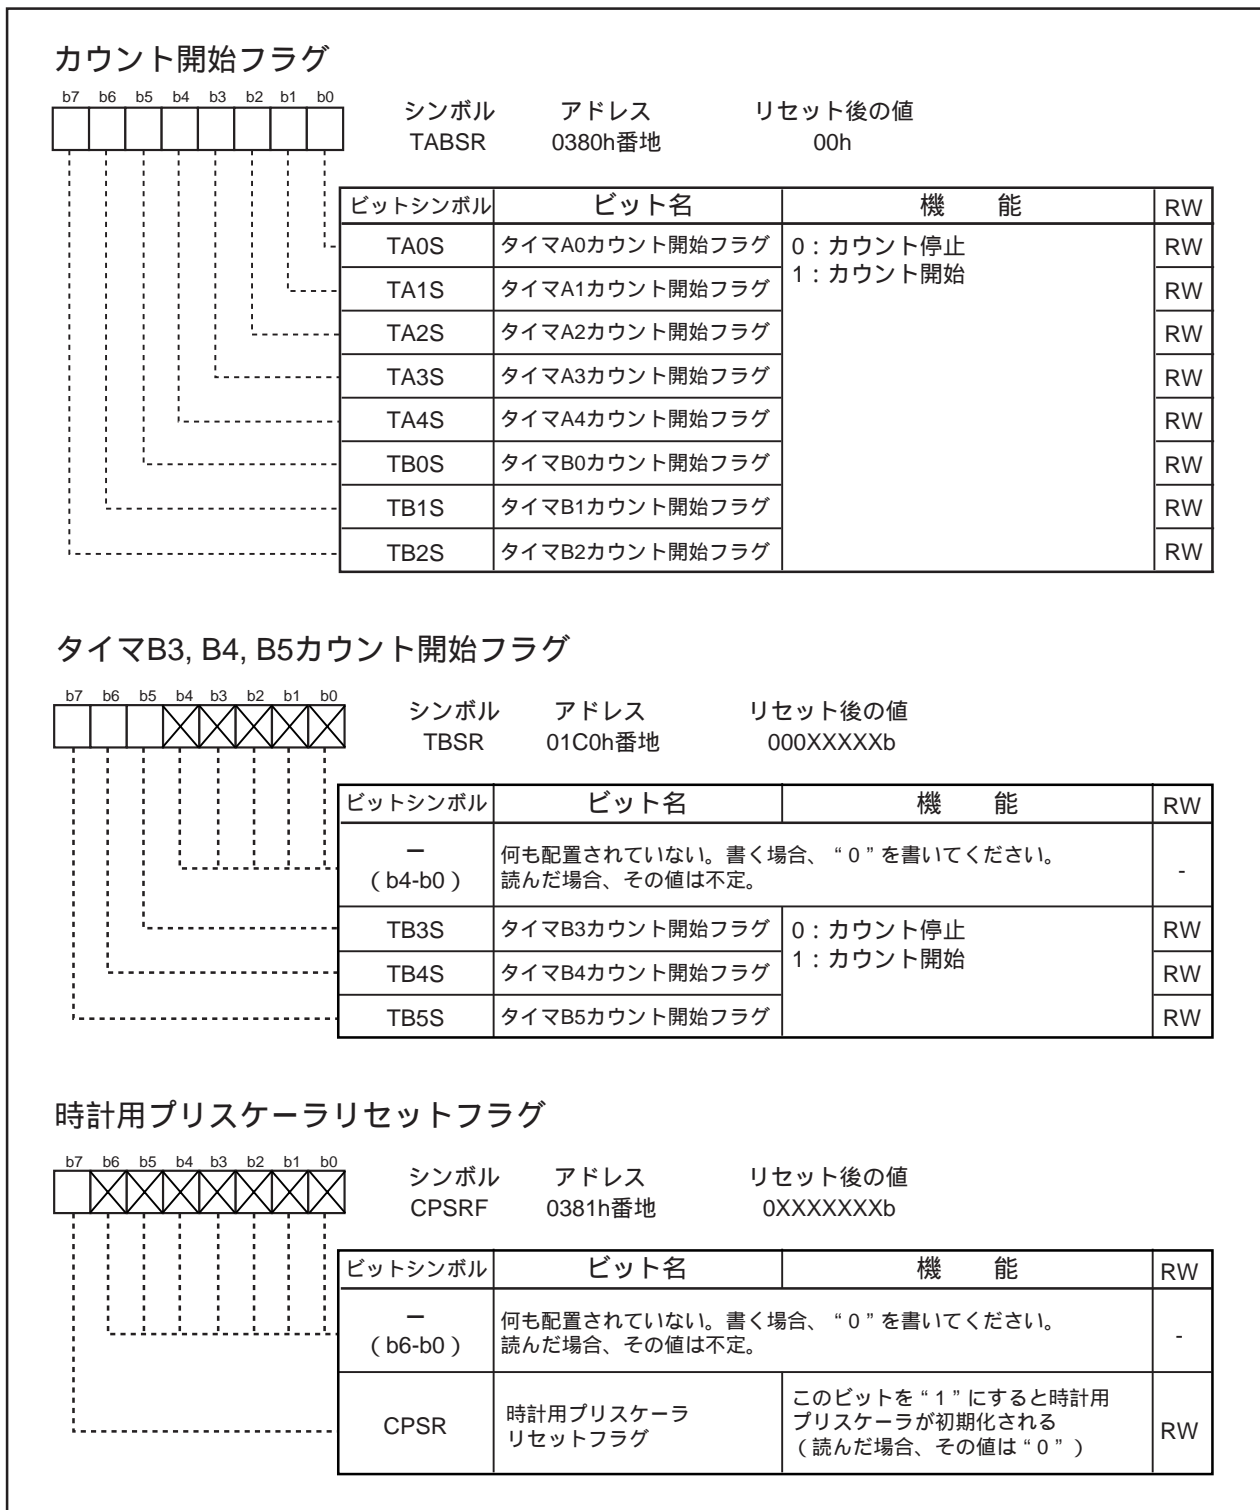 カウント開始フラグ
b7 b6 b5 b4 b3 b2 b1 b0
シンボル アドレス リセット後の値
TABSR 0380h番地 00h
ビットシンボル ビット名 機 能 RW
TA0S タイマA0カウント開始フラグ 0：カウント停止 RW
1：カウント開始
TA1S タイマA1カウント開始フラグ RW
TA2S タイマA2カウント開始フラグ RW
TA3S タイマA3カウント開始フラグ RW
TA4S タイマA4カウント開始フラグ RW
TB0S タイマB0カウント開始フラグ RW
TB1S タイマB1カウント開始フラグ RW
TB2S タイマB2カウント開始フラグ RW
タイマB3, B4, B5カウント開始フラグ
b7 b6 b5 b4 b3 b2 b1 b0
シンボル アドレス リセット後の値
TBSR 01C0h番地 000XXXXXb
ビットシンボル ビット名 機 能 RW
ー
（b4-b0） 何も配置されていない。書く場合、“0”を書いてください。 -
読んだ場合、その値は不定。
TB3S タイマB3カウント開始フラグ 0：カウント停止 RW
1：カウント開始
TB4S タイマB4カウント開始フラグ RW
TB5S タイマB5カウント開始フラグ RW
時計用プリスケーラリセットフラグ
b7 b6 b5 b4 b3 b2 b1 b0
シンボル アドレス リセット後の値
CPSRF 0381h番地 0XXXXXXXb
ビットシンボル ビット名 機 能 RW
ー
（b6-b0） 何も配置されていない。書く場合、“0”を書いてください。 -
読んだ場合、その値は不定。
CPSR 時計用プリスケーラ
リセットフラグ
このビットを“1”にすると時計用
プリスケーラが初期化される
（読んだ場合、その値は“0”）
RW